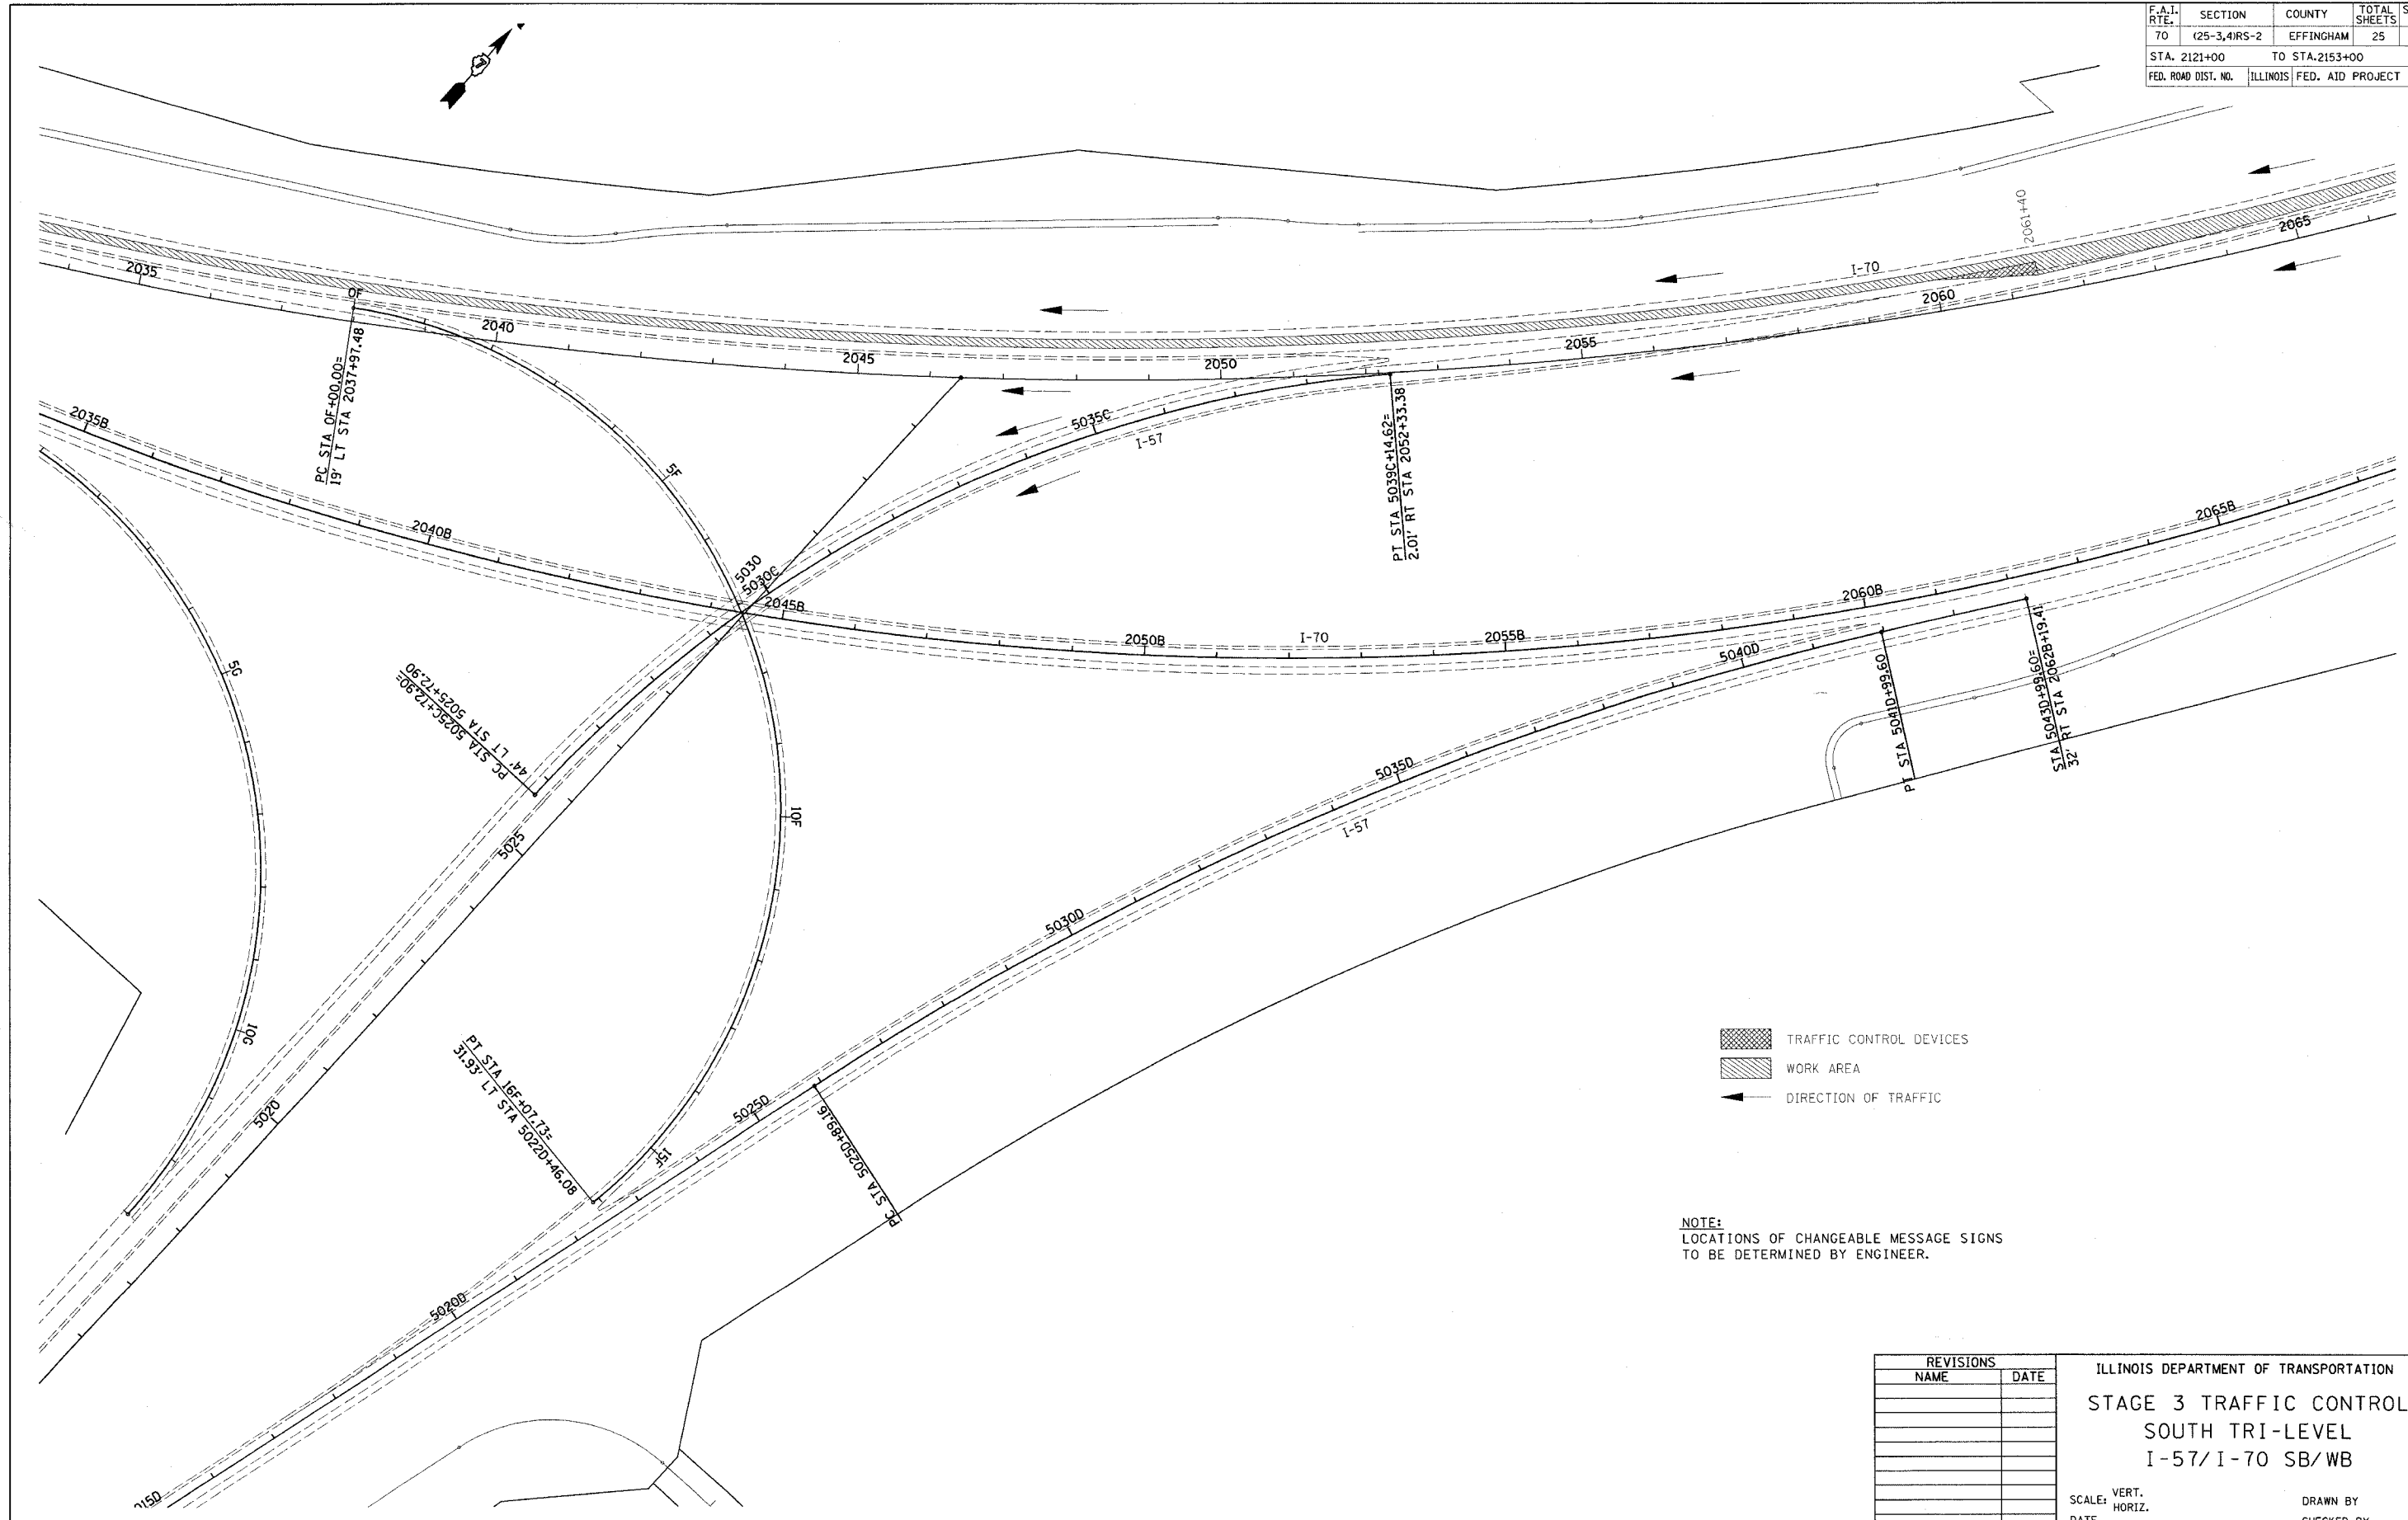 F.A.I. RTE. SECTION COUNTY TOTAL SHEETS
70 (25-3,4)RS-2 EFFINGHAM 25
STA. 2121+00 TO STA.2153+00
FED. ROAD DIST. NO. ILLINOIS FED. AID PROJECT
2061+40
2065
I-70
2035
0F
2060
2040
2055
2045
2050
PC STA 0F+00.00=
19' LT STA 2037+97.48
2035B
5035C
I-57
PT STA 5039C+14.62=
2.01' RT STA 2052+33.38
5F
2065B
2040B
5030
5030C
2045B
2060B
2050B
I-70
2055B
5040D
5G
PC STA 5025C+72.90=
44' LT STA 5025+72.90
PT STA 5041D+99.60
STA 5043D+99.60=
32' RT STA 2062B+19.41
5035D
I-57
10F
5025
5030D
10G
TRAFFIC CONTROL DEVICES
WORK AREA
DIRECTION OF TRAFFIC
5020
PT STA 16F+07.73=
31.93' LT STA 5022D+46.08
5025D
15F
PC STA 5025D+89.16
NOTE:
LOCATIONS OF CHANGEABLE MESSAGE SIGNS
TO BE DETERMINED BY ENGINEER.
5020D
REVISIONS
NAME DATE
ILLINOIS DEPARTMENT OF TRANSPORTATION
STAGE 3 TRAFFIC CONTROL
SOUTH TRI-LEVEL
I-57/I-70 SB/WB
SCALE: VERT.
HORIZ.
DRAWN BY
DATE
CHECKED BY